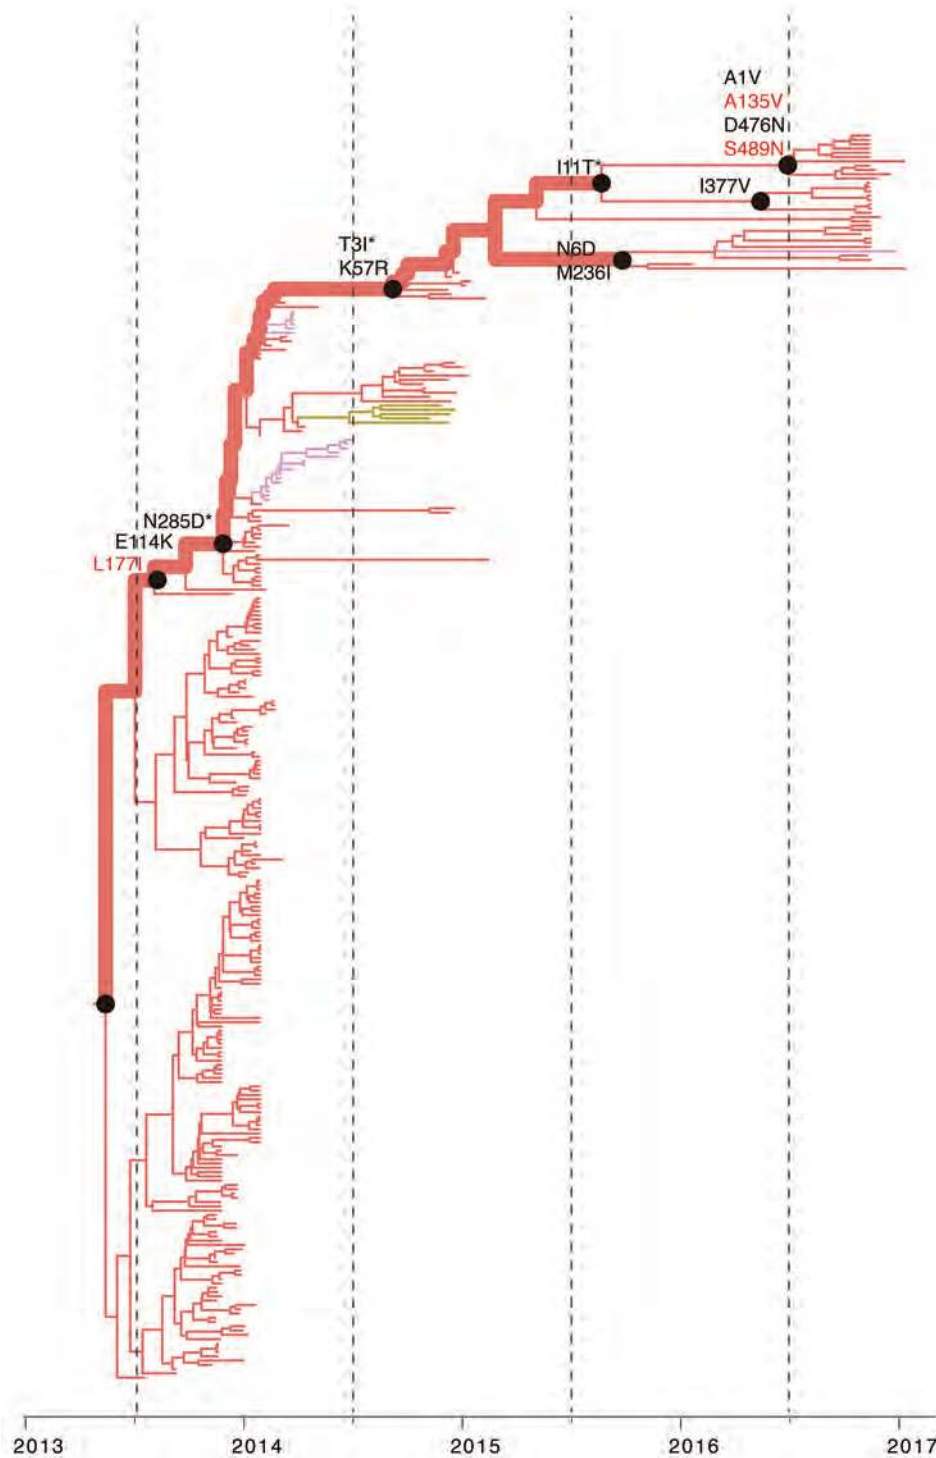 A1V
A135V
D476N
S489N
I11T*
I377V
T3I*
K57R
N6D
M236I
N285D*
E114K
L177I
2013 2014 2015 2016 2017